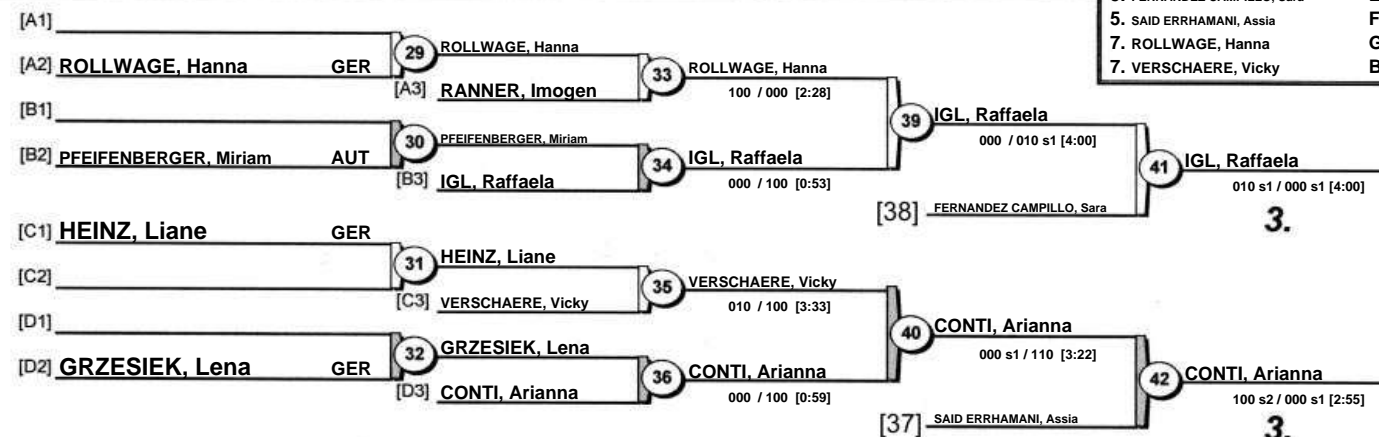 5. SAID ERRHAMANI, Assia F
7. ROLLWAGE, Hanna G
7. VERSCHAERE, Vicky B
[A1]
[A2] ROLLWAGE, Hanna GER
29 ROLLWAGE, Hanna
[A3] RANNER, Imogen
33 ROLLWAGE, Hanna
100 / 000 [2:28]
[B1]
[B2] PFEIFENBERGER, Miriam AUT
30 PFEIFENBERGER, Miriam
[B3] IGL, Raffaela
34 IGL, Raffaela
000 / 100 [0:53]
39 IGL, Raffaela
000 / 010 s1 [4:00]
[38] FERNANDEZ CAMPILLO, Sara
41 IGL, Raffaela
010 s1 / 000 s1 [4:00]
3.
[C1] HEINZ, Liane GER
[C2]
31 HEINZ, Liane
[C3] VERSCHAERE, Vicky
35 VERSCHAERE, Vicky
010 / 100 [3:33]
[D1]
[D2] GRZESIEK, Lena GER
32 GRZESIEK, Lena
[D3] CONTI, Arianna
36 CONTI, Arianna
000 / 100 [0:59]
40 CONTI, Arianna
000 s1 / 110 [3:22]
[37] SAID ERRHAMANI, Assia
42 CONTI, Arianna
100 s2 / 000 s1 [2:55]
3.